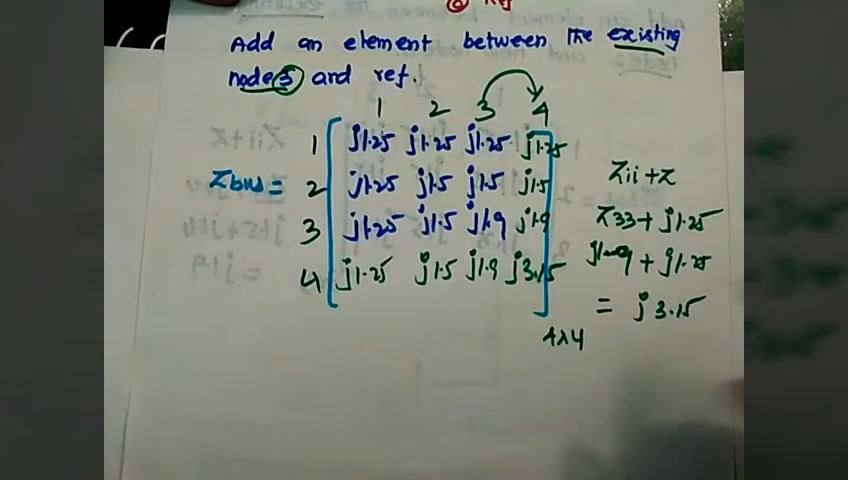 Add an element between the existing
node 3 and ref.
1 2 3 4
1 j1.25 j1.25 j1.25 j1.25
Zbus = 2 j1.25 j1.5 j1.5 j1.5
3 j1.25 j1.5 j1.9 j1.9
4 j1.25 j1.5 j1.9 j3.15
4x4
Zii + Z
Z33 + j1.25
j1.9 + j1.25
= j3.15